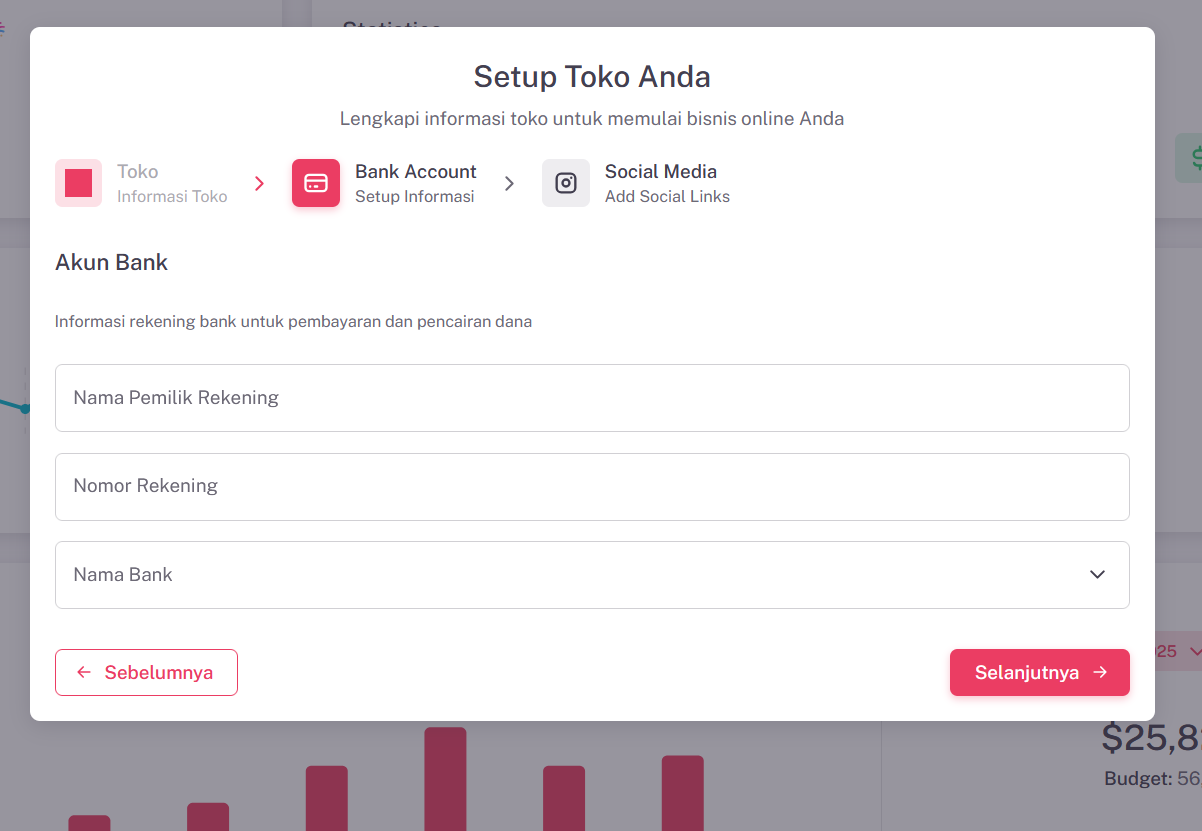 Setup Toko Anda
Lengkapi informasi toko untuk memulai bisnis online Anda
Toko
Informasi Toko
Bank Account
Setup Informasi
Social Media
Add Social Links
Akun Bank
Informasi rekening bank untuk pembayaran dan pencairan dana
Nama Pemilik Rekening
Nomor Rekening
Nama Bank
Sebelumnya
Selanjutnya
25
$25,8
Budget: 56